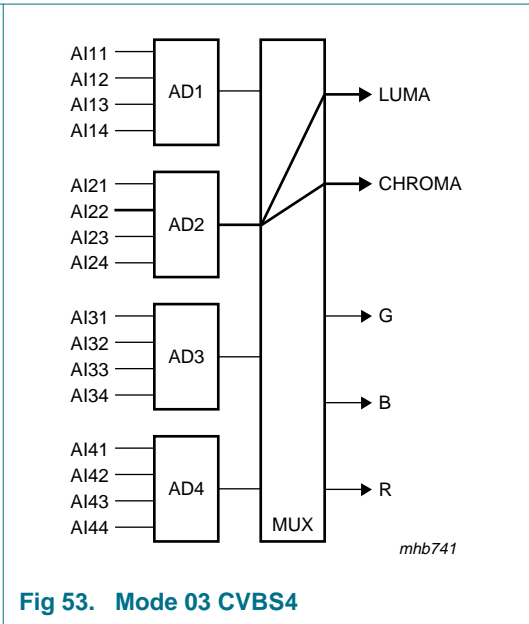 AI11
AI12
AI13
AI14
AD1
LUMA
AI21
AI22
AI23
AI24
AD2
CHROMA
AI31
AI32
AI33
AI34
AD3
G
B
AI41
AI42
AI43
AI44
AD4
R
MUX
mhb741
Fig 53. Mode 03 CVBS4